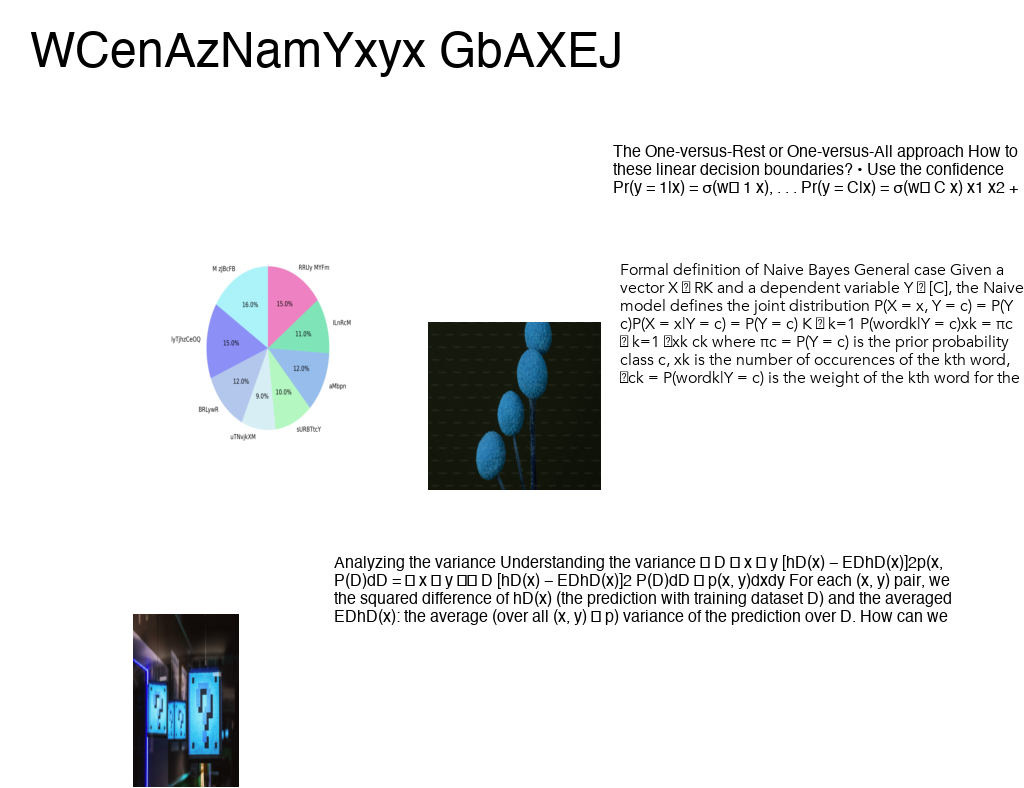 WCenAzNamYxyx GbAXEJ
The One-versus-Rest or One-versus-All approach How to
these linear decision boundaries? • Use the confidence
Pr(y = 1|x) = σ(w□ 1 x), . . . Pr(y = C|x) = σ(w□ C x) x1 x2 +
Formal definition of Naive Bayes General case Given a
vector X □ RK and a dependent variable Y □ [C], the Naive
model defines the joint distribution P(X = x, Y = c) = P(Y
c)P(X = x|Y = c) = P(Y = c) K □ k=1 P(wordk|Y = c)xk = πc
□ k=1 □xk ck where πc = P(Y = c) is the prior probability
class c, xk is the number of occurences of the kth word,
□ck = P(wordk|Y = c) is the weight of the kth word for the
M zjBcFB
RRUy MYFm
16.0%
15.0%
ILnRcM
11.0%
lyTjhzCeOQ
15.0%
12.0%
aMbpn
12.0%
10.0%
9.0%
BRLywR
sURBTtcY
uTNvjkXM
Analyzing the variance Understanding the variance □ D □ x □ y [hD(x) – EDhD(x)]2p(x,
P(D)dD = □ x □ y □□ D [hD(x) – EDhD(x)]2 P(D)dD □ p(x, y)dxdy For each (x, y) pair, we
the squared difference of hD(x) (the prediction with training dataset D) and the averaged
EDhD(x): the average (over all (x, y) □ p) variance of the prediction over D. How can we
? ? ?